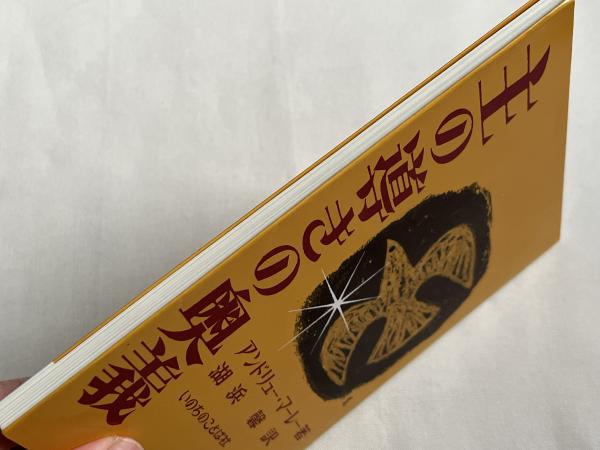 主の導きの奥義
アンドリュー・マーレー著
湖浜馨訳
いのちのことば社